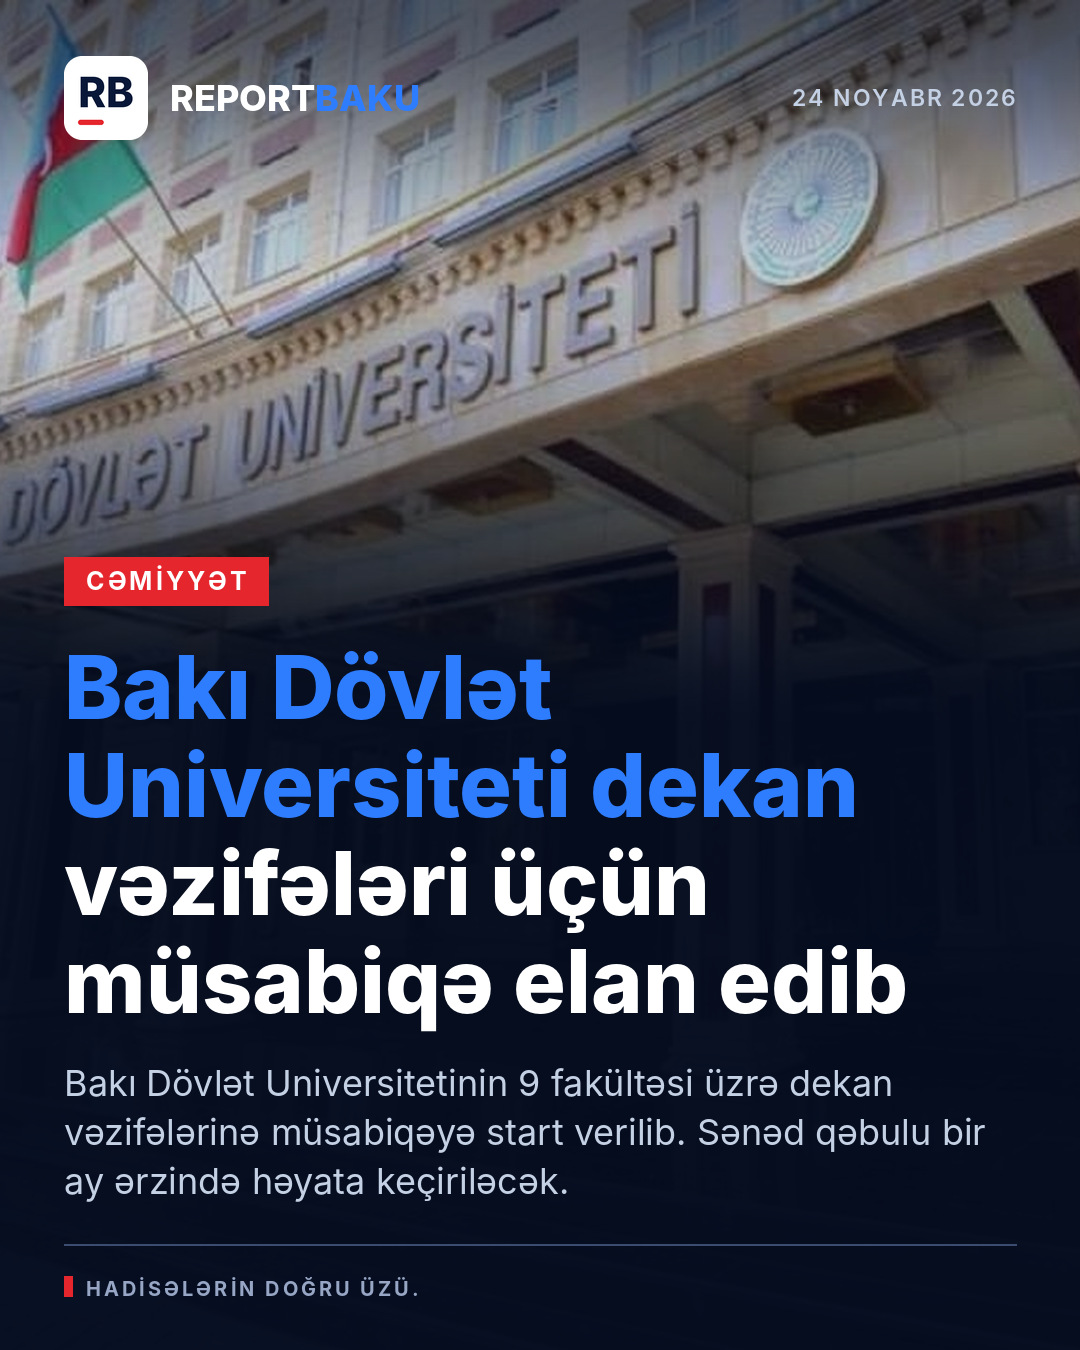 RB REPORTBAKU
24 NOYABR 2026
DÖVLƏT UNİVERSİTETİ
CƏMİYYƏT
Bakı Dövlət
Universiteti dekan
vəzifələri üçün
müsabiqə elan edib
Bakı Dövlət Universitetinin 9 fakültəsi üzrə dekan
vəzifələrinə müsabiqəyə start verilib. Sənəd qəbulu bir
ay ərzində həyata keçiriləcək.
HADİSƏLƏRİN DOĞRU ÜZÜ.